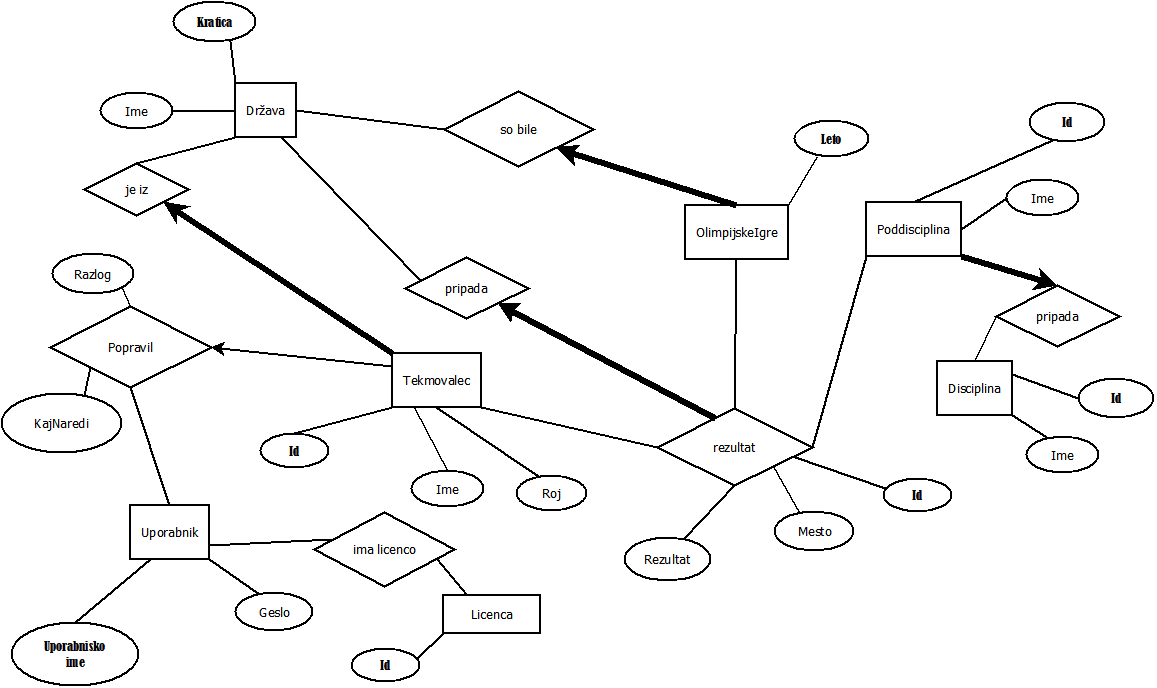 Kratica
Ime
Država
so bile
Leto
Id
je iz
Ime
OlimpijskeIgre
Poddisciplina
Razlog
pripada
pripada
Popravil
Tekmovalec
Disciplina
Id
KajNaredi
rezultat
Id
Ime
Ime
Roj
Id
Uporabnik
Mesto
ima licenco
Rezultat
Geslo
Licenca
Uporabnisko
ime
Id